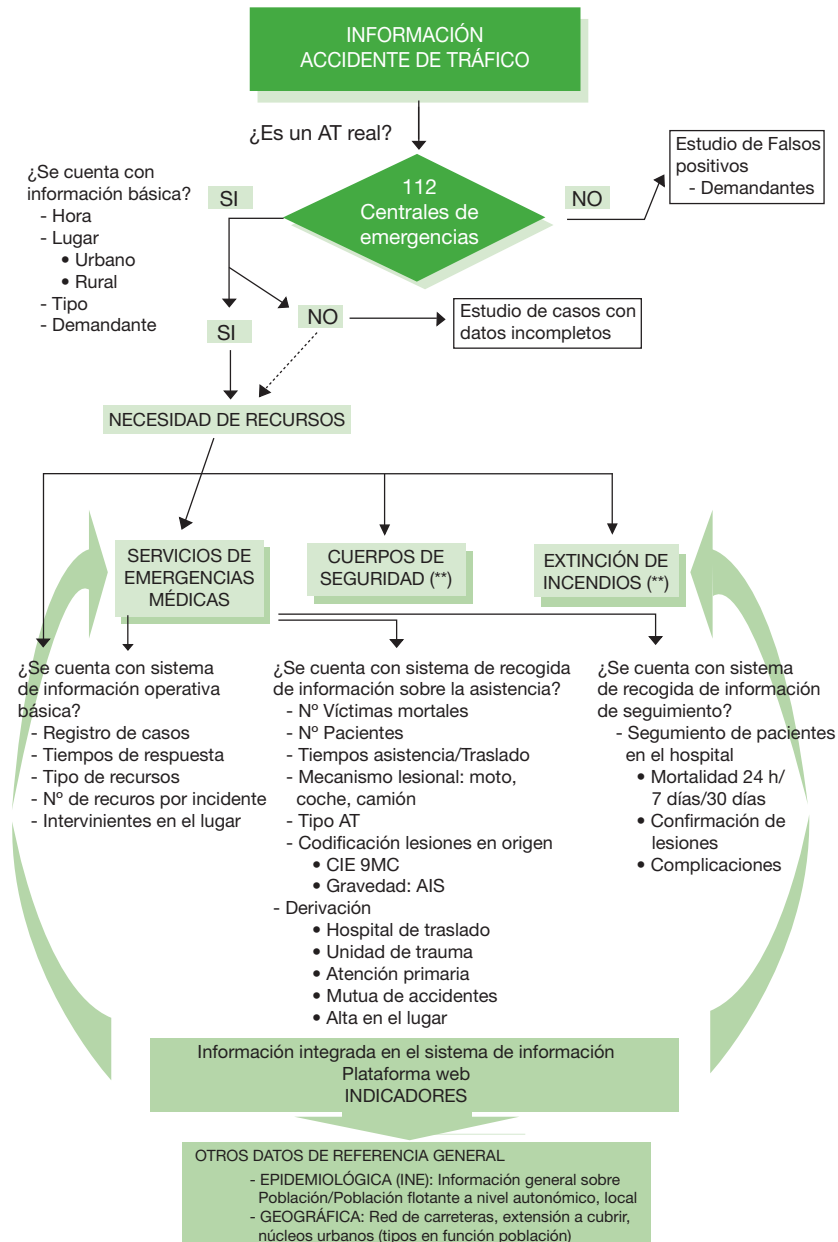 INFORMACIÓN
ACCIDENTE DE TRÁFICO
¿Es un AT real?
112
Centrales de
emergencias
SI
NO
Estudio de Falsos
positivos
- Demandantes
¿Se cuenta con
información básica?
- Hora
- Lugar
• Urbano
• Rural
- Tipo
- Demandante
SI
NO
Estudio de casos con
datos incompletos
NECESIDAD DE RECURSOS
SERVICIOS DE
EMERGENCIAS
MÉDICAS
CUERPOS DE
SEGURIDAD (**)
EXTINCIÓN DE
INCENDIOS (**)
¿Se cuenta con sistema
de información operativa
básica?
- Registro de casos
- Tiempos de respuesta
- Tipo de recursos
- Nº de recuros por incidente
- Intervinientes en el lugar
¿Se cuenta con sistema de recogida
de información sobre la asistencia?
- Nº Víctimas mortales
- Nº Pacientes
- Tiempos asistencia/Traslado
- Mecanismo lesional: moto,
coche, camión
- Tipo AT
- Codificación lesiones en origen
• CIE 9MC
• Gravedad: AIS
- Derivación
• Hospital de traslado
• Unidad de trauma
• Atención primaria
• Mutua de accidentes
• Alta en el lugar
¿Se cuenta con sistema
de recogida de información
de seguimiento?
- Segumiento de pacientes
en el hospital
• Mortalidad 24 h/
7 días/30 días
• Confirmación de
lesiones
• Complicaciones
Información integrada en el sistema de información
Plataforma web
INDICADORES
OTROS DATOS DE REFERENCIA GENERAL
- EPIDEMIOLÓGICA (INE): Información general sobre
Población/Población flotante a nivel autonómico, local
- GEOGRÁFICA: Red de carreteras, extensión a cubrir,
núcleos urbanos (tipos en función población)